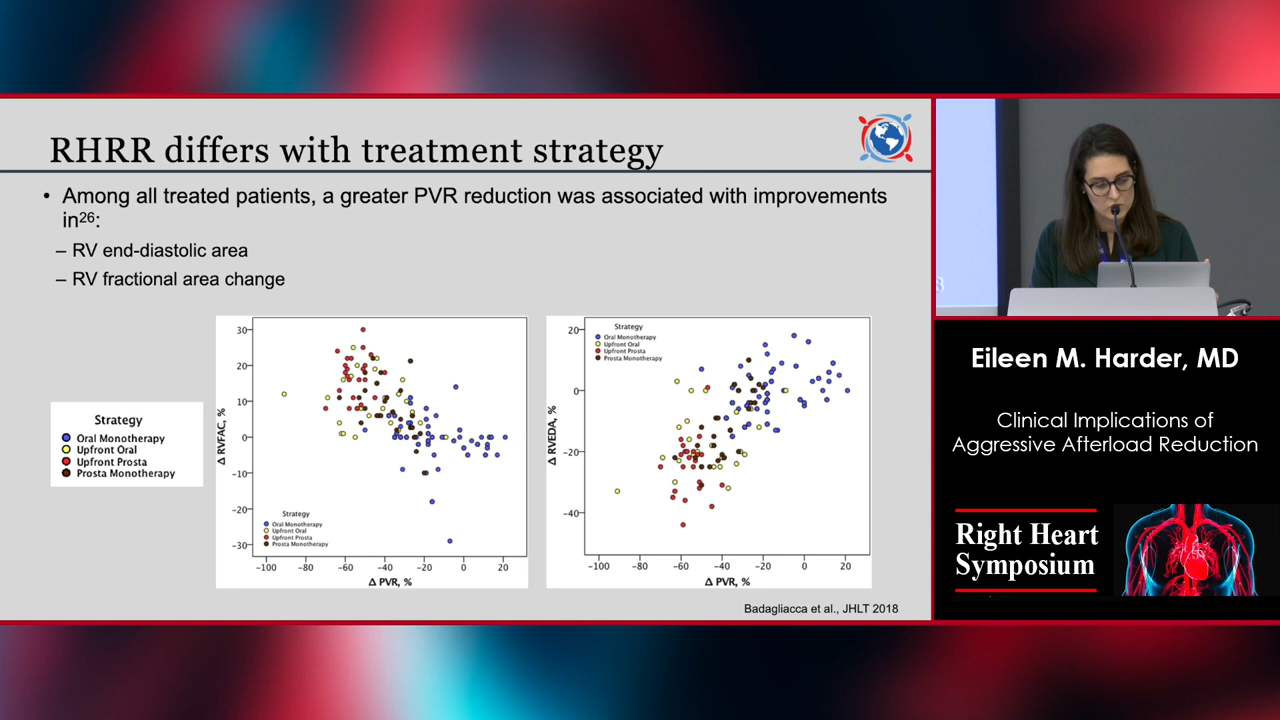 RHRR differs with treatment strategy
• Among all treated patients, a greater PVR reduction was associated with improvements
in26:
– RV end-diastolic area
– RV fractional area change
Strategy
Oral Monotherapy
Upfront Oral
Upfront Prosta
Prosta Monotherapy
30
20
10
0
-10
-20
-30
Δ RVFAC, %
Strategy
Oral Monotherapy
Upfront Oral
Upfront Prosta
Prosta Monotherapy
-100 -80 -60 -40 -20 0 20
Δ PVR, %
Strategy
Oral Monotherapy
Upfront Oral
Upfront Prosta
Prosta Monotherapy
20
0
-20
-40
Δ RVEDA, %
-100 -80 -60 -40 -20 0 20
Δ PVR, %
Badagliacca et al., JHLT 2018
8
Eileen M. Harder, MD
Clinical Implications of
Aggressive Afterload Reduction
Right Heart
Symposium